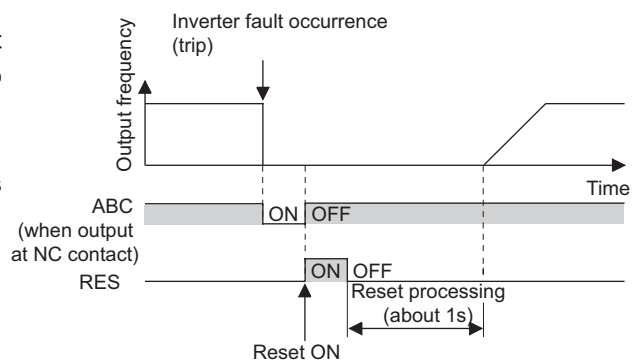 Inverter fault occurrence
(trip)
Output frequency
Time
ABC
(when output
at NC contact)
ON OFF
RES
ON OFF
Reset processing
(about 1s)
Reset ON